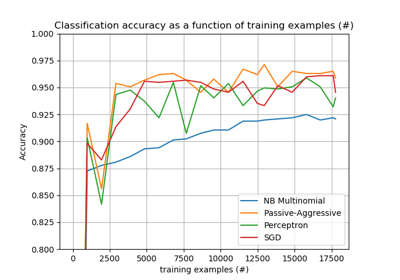 Classification accuracy as a function of training examples (#)
1.000
0.975
0.950
0.925
0.900
0.875
0.850
0.825
0.800
Accuracy
0 2500 5000 7500 10000 12500 15000 17500
training examples (#)
NB Multinomial
Passive-Aggressive
Perceptron
SGD